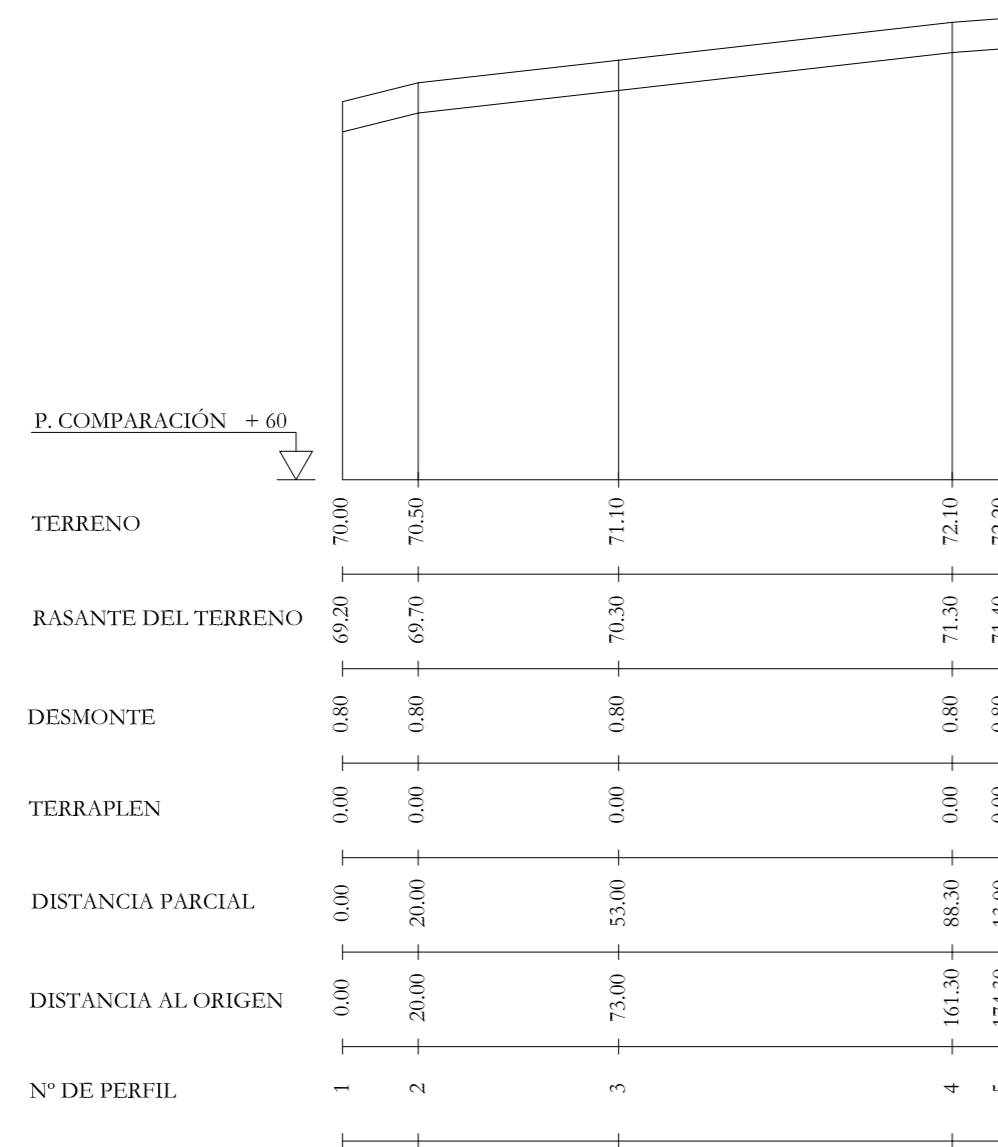 P. COMPARACIÓN + 60
TERRENO 70.00 70.50 71.10 72.10
RASANTE DEL TERRENO 69.20 69.70 70.30 71.30
DESMONTE 0.80 0.80 0.80 0.80
TERRAPLEN 0.00 0.00 0.00 0.00
DISTANCIA PARCIAL 0.00 20.00 53.00 88.30
DISTANCIA AL ORIGEN 0.00 20.00 73.00 161.30
Nº DE PERFIL 1 2 3 4